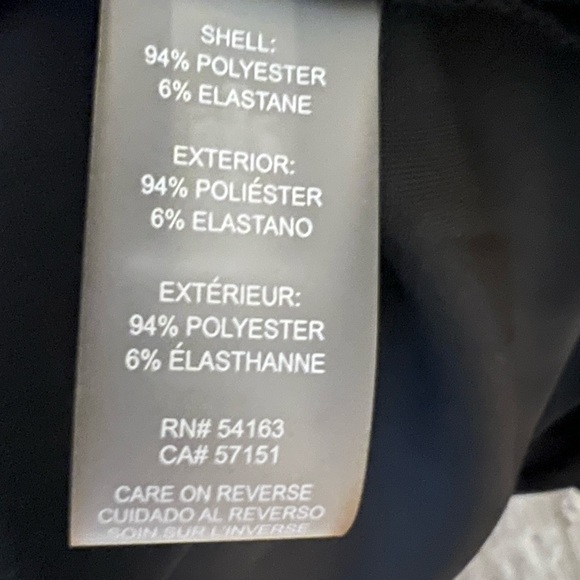 SHELL:
94% POLYESTER
6% ELASTANE
EXTERIOR:
94% POLIÉSTER
6% ELASTANO
EXTÉRIEUR:
94% POLYESTER
6% ÉLASTHANNE
RN# 54163
CA# 57151
CARE ON REVERSE
CUIDADO AL REVERSO
SOIN SUR L'INVERSE